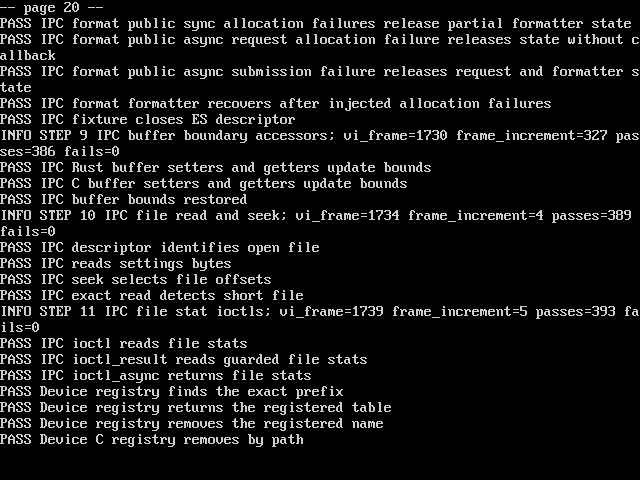 -- page 20 --
PASS IPC format public sync allocation failures release partial formatter state
PASS IPC format public async request allocation failure releases state without c
allback
PASS IPC format public async submission failure releases request and formatter s
tate
PASS IPC format formatter recovers after injected allocation failures
PASS IPC fixture closes ES descriptor
INFO STEP 9 IPC buffer boundary accessors; vi_frame=1730 frame_increment=327 pas
ses=386 fails=0
PASS IPC Rust buffer setters and getters update bounds
PASS IPC C buffer setters and getters update bounds
PASS IPC buffer bounds restored
INFO STEP 10 IPC file read and seek; vi_frame=1734 frame_increment=4 passes=389
fails=0
PASS IPC descriptor identifies open file
PASS IPC reads settings bytes
PASS IPC seek selects file offsets
PASS IPC exact read detects short file
INFO STEP 11 IPC file stat ioctls; vi_frame=1739 frame_increment=5 passes=393 fa
ils=0
PASS IPC ioctl reads file stats
PASS IPC ioctl_result reads guarded file stats
PASS IPC ioctl_async returns file stats
PASS Device registry finds the exact prefix
PASS Device registry returns the registered table
PASS Device registry removes the registered name
PASS Device C registry removes by path